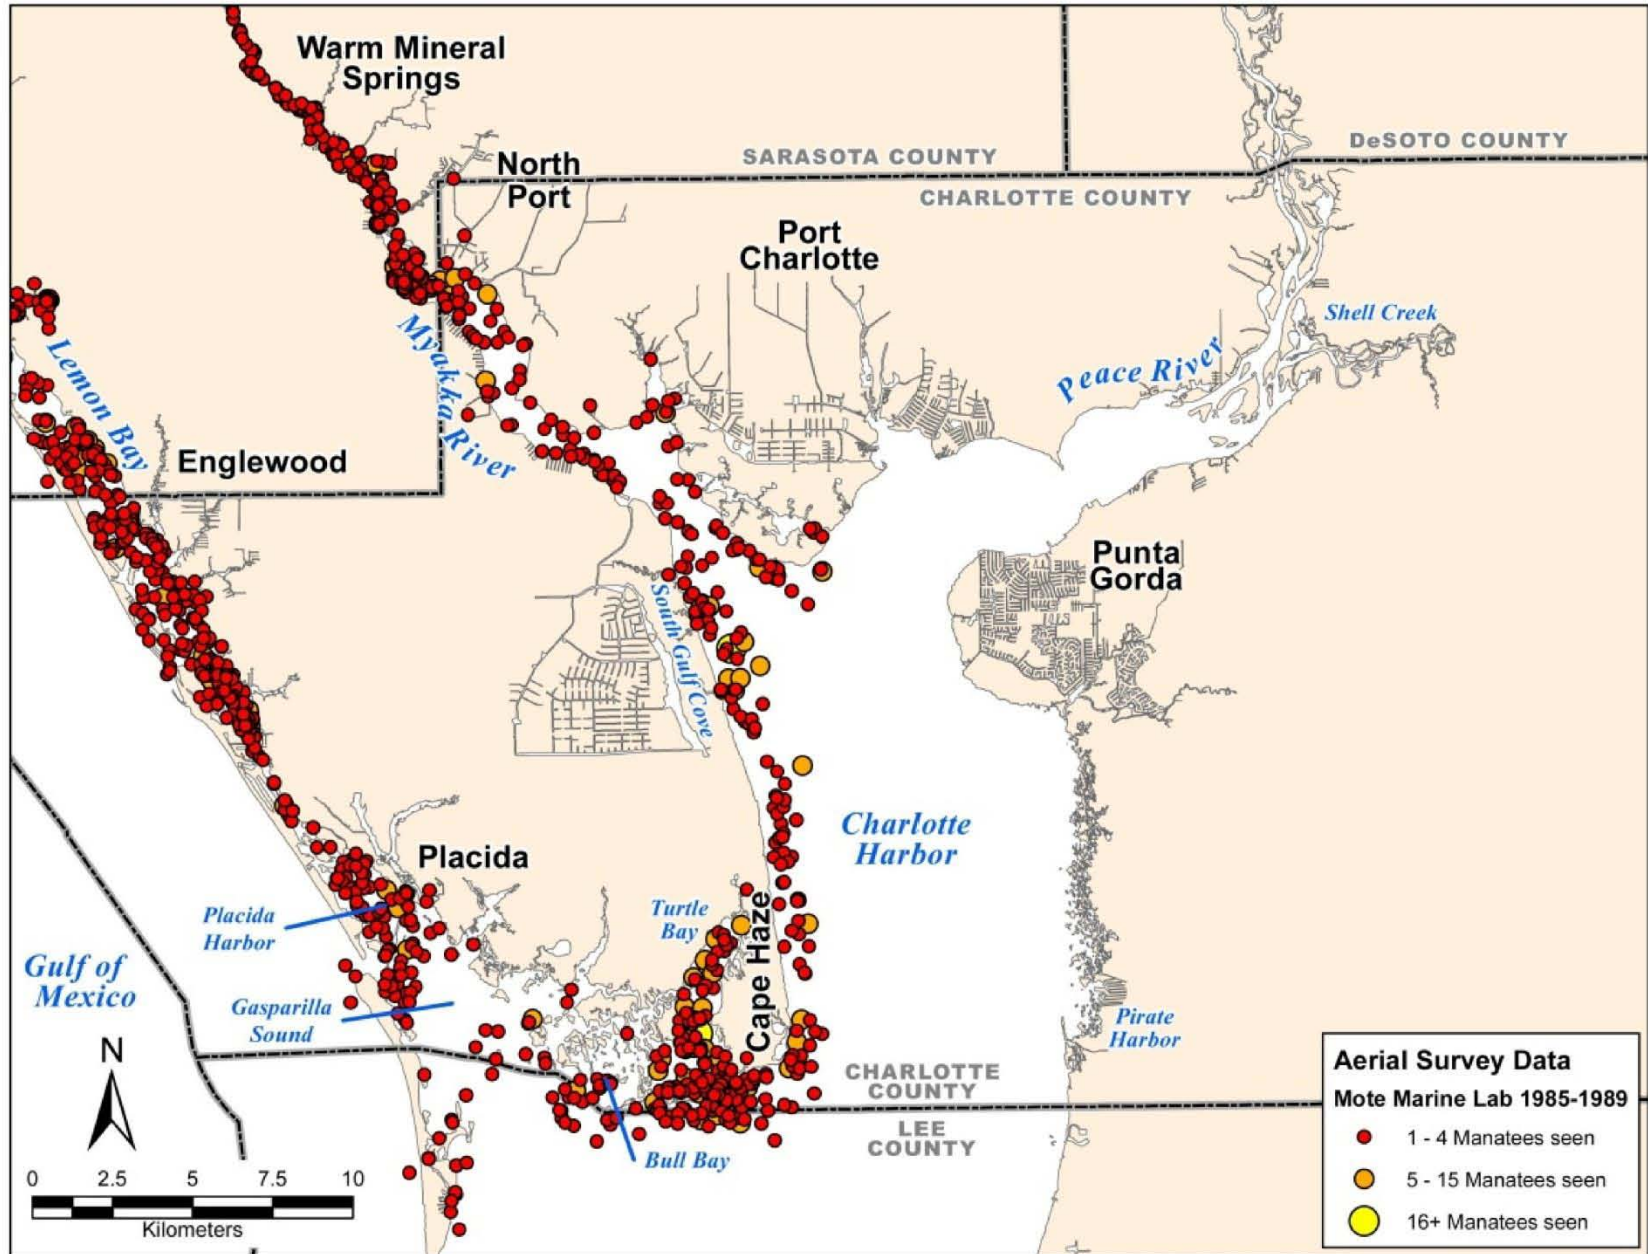 Warm Mineral
Springs
North
Port
SARASOTA COUNTY
DeSOTO COUNTY
CHARLOTTE COUNTY
Port
Charlotte
Shell Creek
Peace River
Myakka River
Lemon Bay
Englewood
Punta
Gorda
South Gulf Cove
Charlotte
Harbor
Placida
Placida
Harbor
Turtle
Bay
Cape Haze
Gulf of
Mexico
Gasparilla
Sound
Pirate
Harbor
N
CHARLOTTE
COUNTY
LEE
COUNTY
Bull Bay
0 2.5 5 7.5 10
Kilometers
Aerial Survey Data
Mote Marine Lab 1985-1989
1 - 4 Manatees seen
5 - 15 Manatees seen
16+ Manatees seen